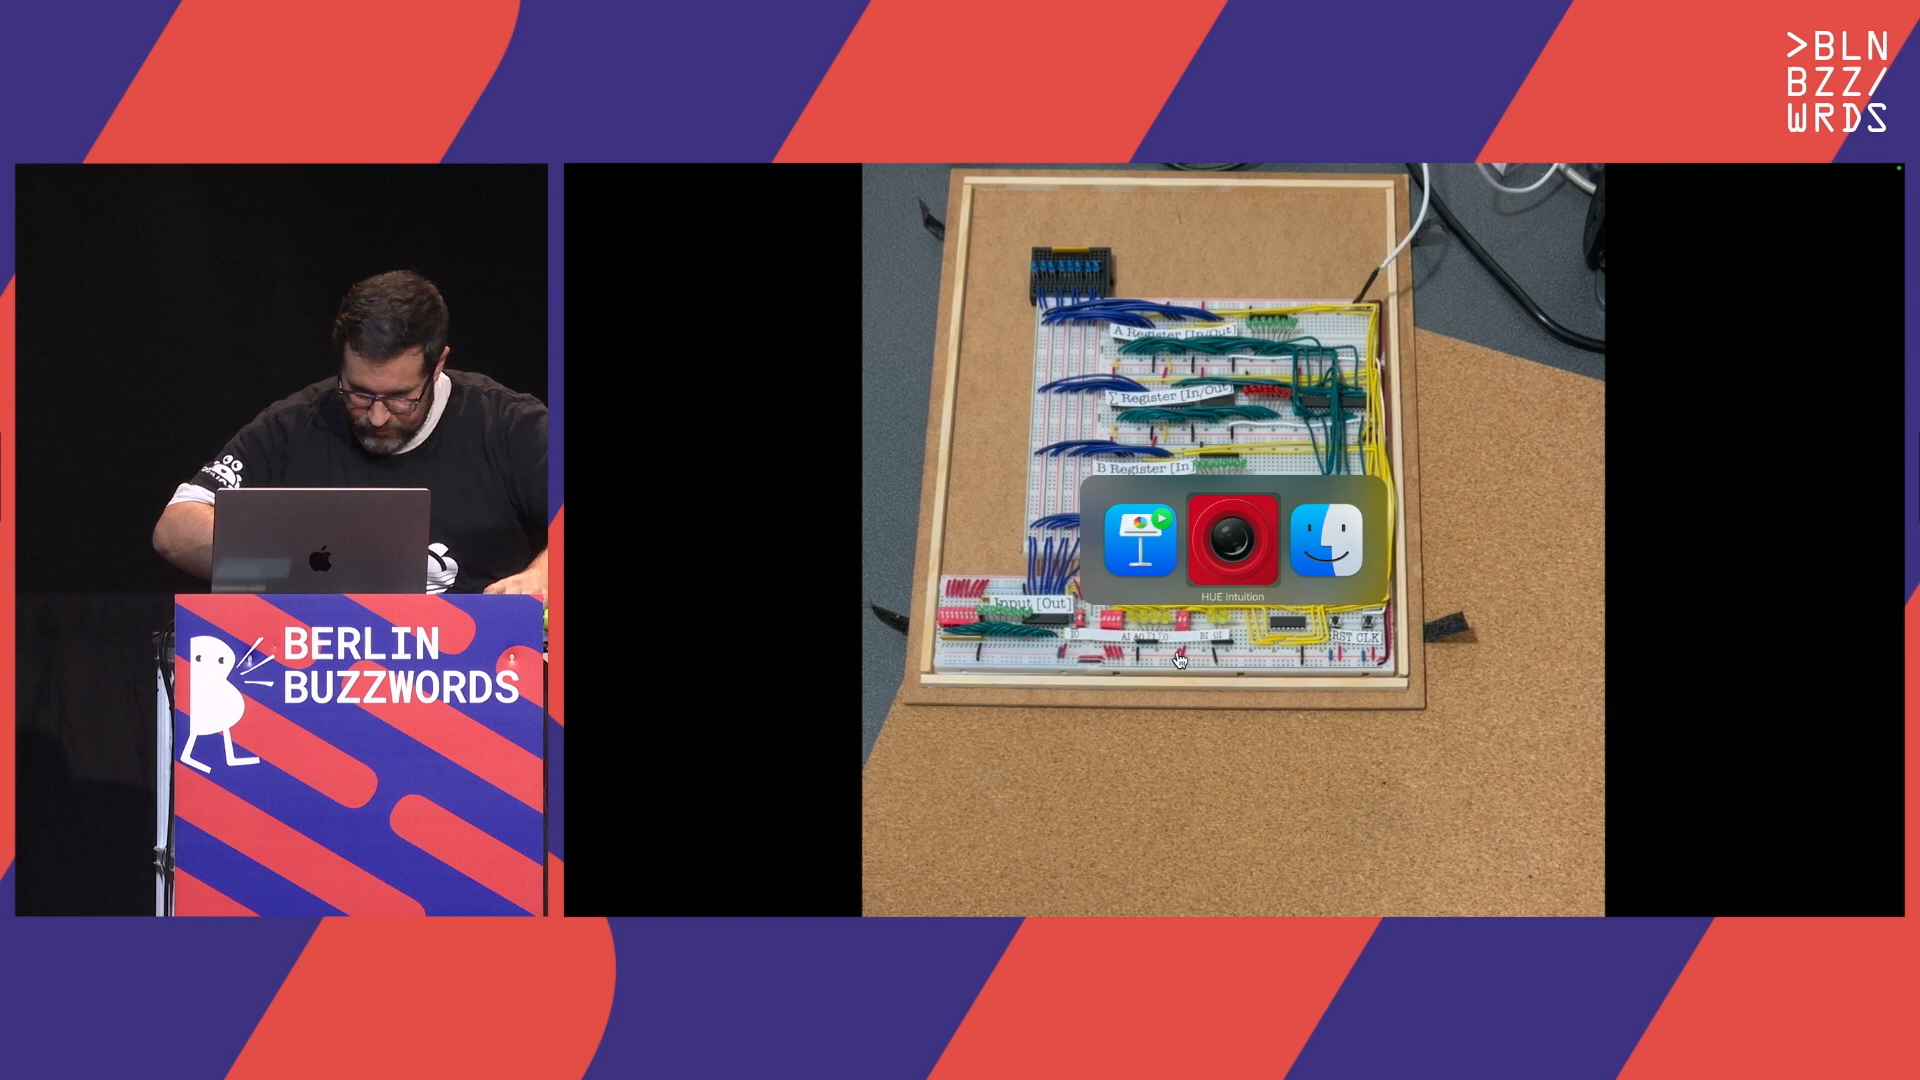 >BLN
BZZ/
WRDS
A Register [In/Out]
∑ Register [In/Out]
B Register [In]
HUE Intuition
Input [Out]
RST CLK
BERLIN
BUZZWORDS